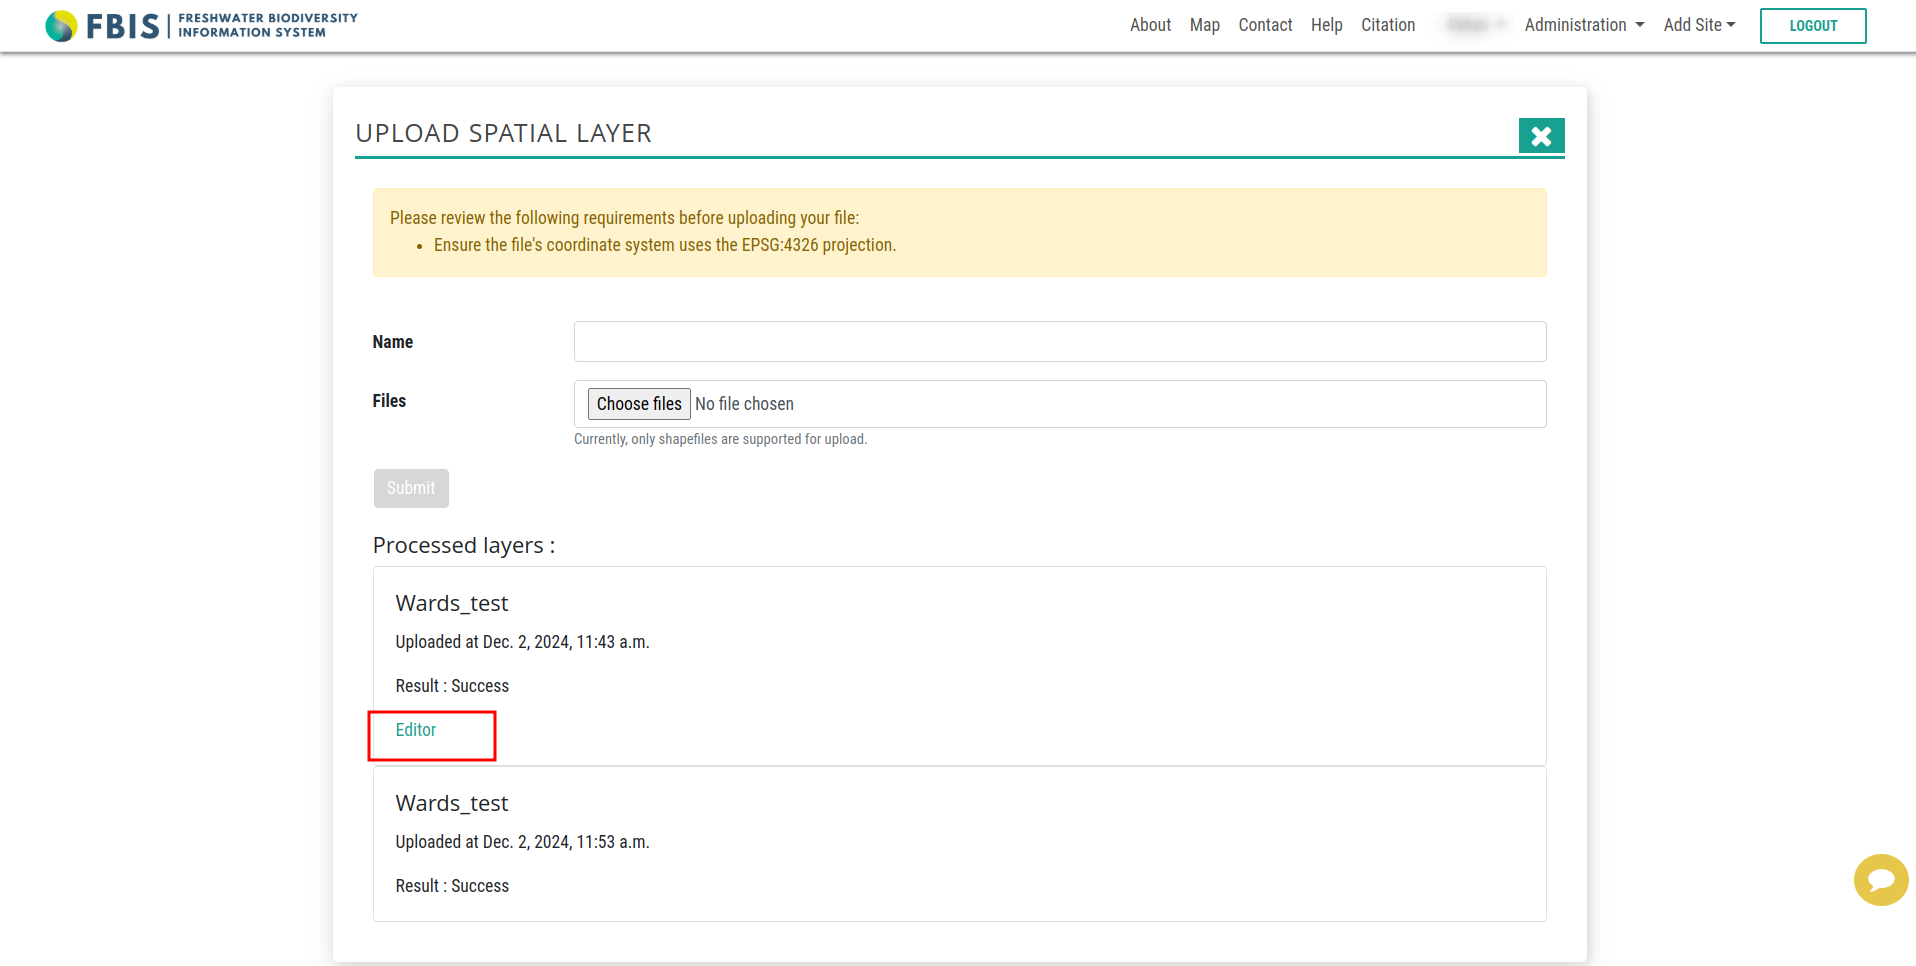 FBIS | FRESHWATER BIODIVERSITY
INFORMATION SYSTEM
About Map Contact Help Citation Administration Add Site LOGOUT
UPLOAD SPATIAL LAYER
Please review the following requirements before uploading your file:
• Ensure the file's coordinate system uses the EPSG:4326 projection.
Name
Files Choose files No file chosen
Currently, only shapefiles are supported for upload.
Submit
Processed layers :
Wards_test
Uploaded at Dec. 2, 2024, 11:43 a.m.
Result : Success
Editor
Wards_test
Uploaded at Dec. 2, 2024, 11:53 a.m.
Result : Success